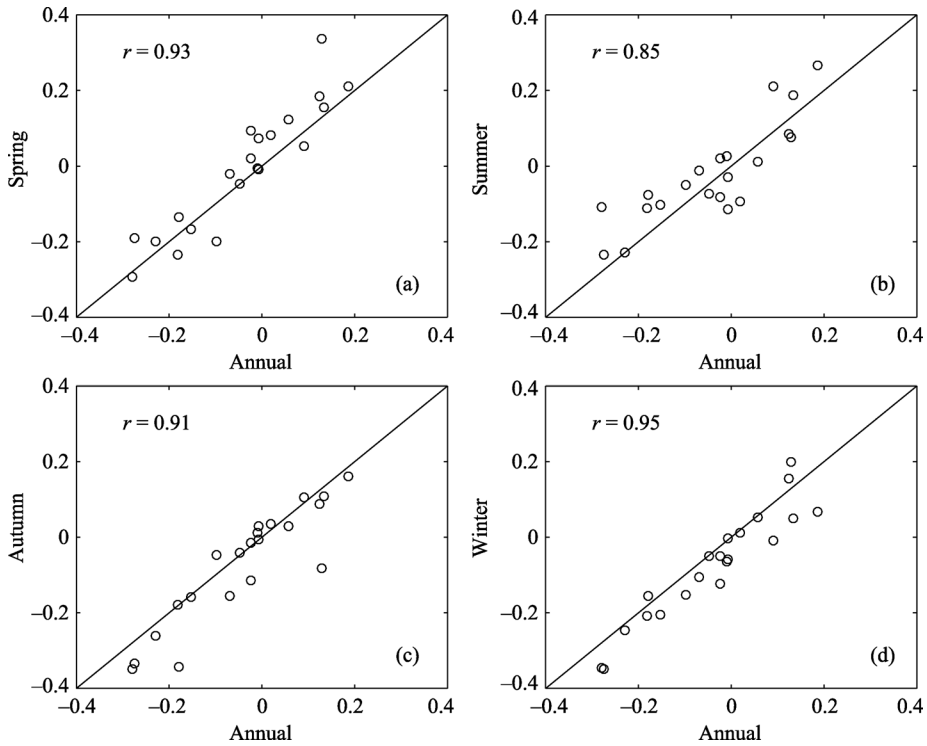 0.4
0.2
0
−0.2
−0.4
Spring
r = 0.93
(a)
−0.4 −0.2 0 0.2 0.4
Annual
0.4
0.2
0
−0.2
−0.4
Summer
r = 0.85
(b)
−0.4 −0.2 0 0.2 0.4
Annual
0.4
0.2
0
−0.2
−0.4
Autumn
r = 0.91
(c)
−0.4 −0.2 0 0.2 0.4
Annual
0.4
0.2
0
−0.2
−0.4
Winter
r = 0.95
(d)
−0.4 −0.2 0 0.2 0.4
Annual